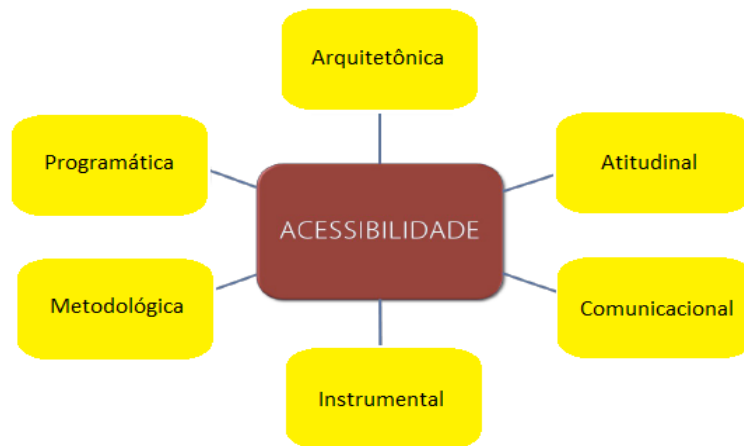 Arquitetônica
Programática
Atitudinal
ACESSIBILIDADE
Metodológica
Comunicacional
Instrumental